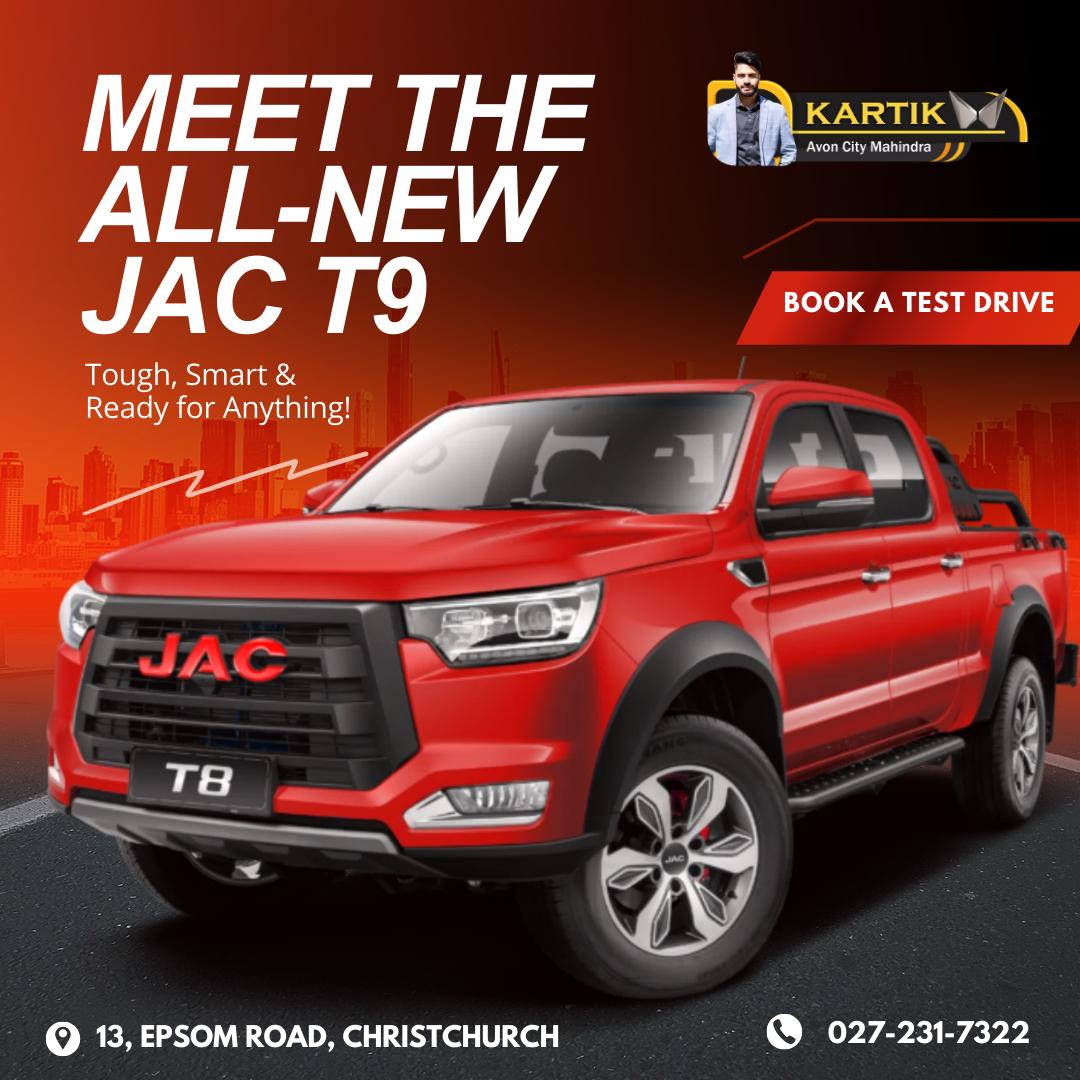 MEET THE
ALL-NEW
JAC T9
Tough, Smart &
Ready for Anything!
KARTIK
Avon City Mahindra
BOOK A TEST DRIVE
JAC
T8
JAC
13, EPSOM ROAD, CHRISTCHURCH
027-231-7322